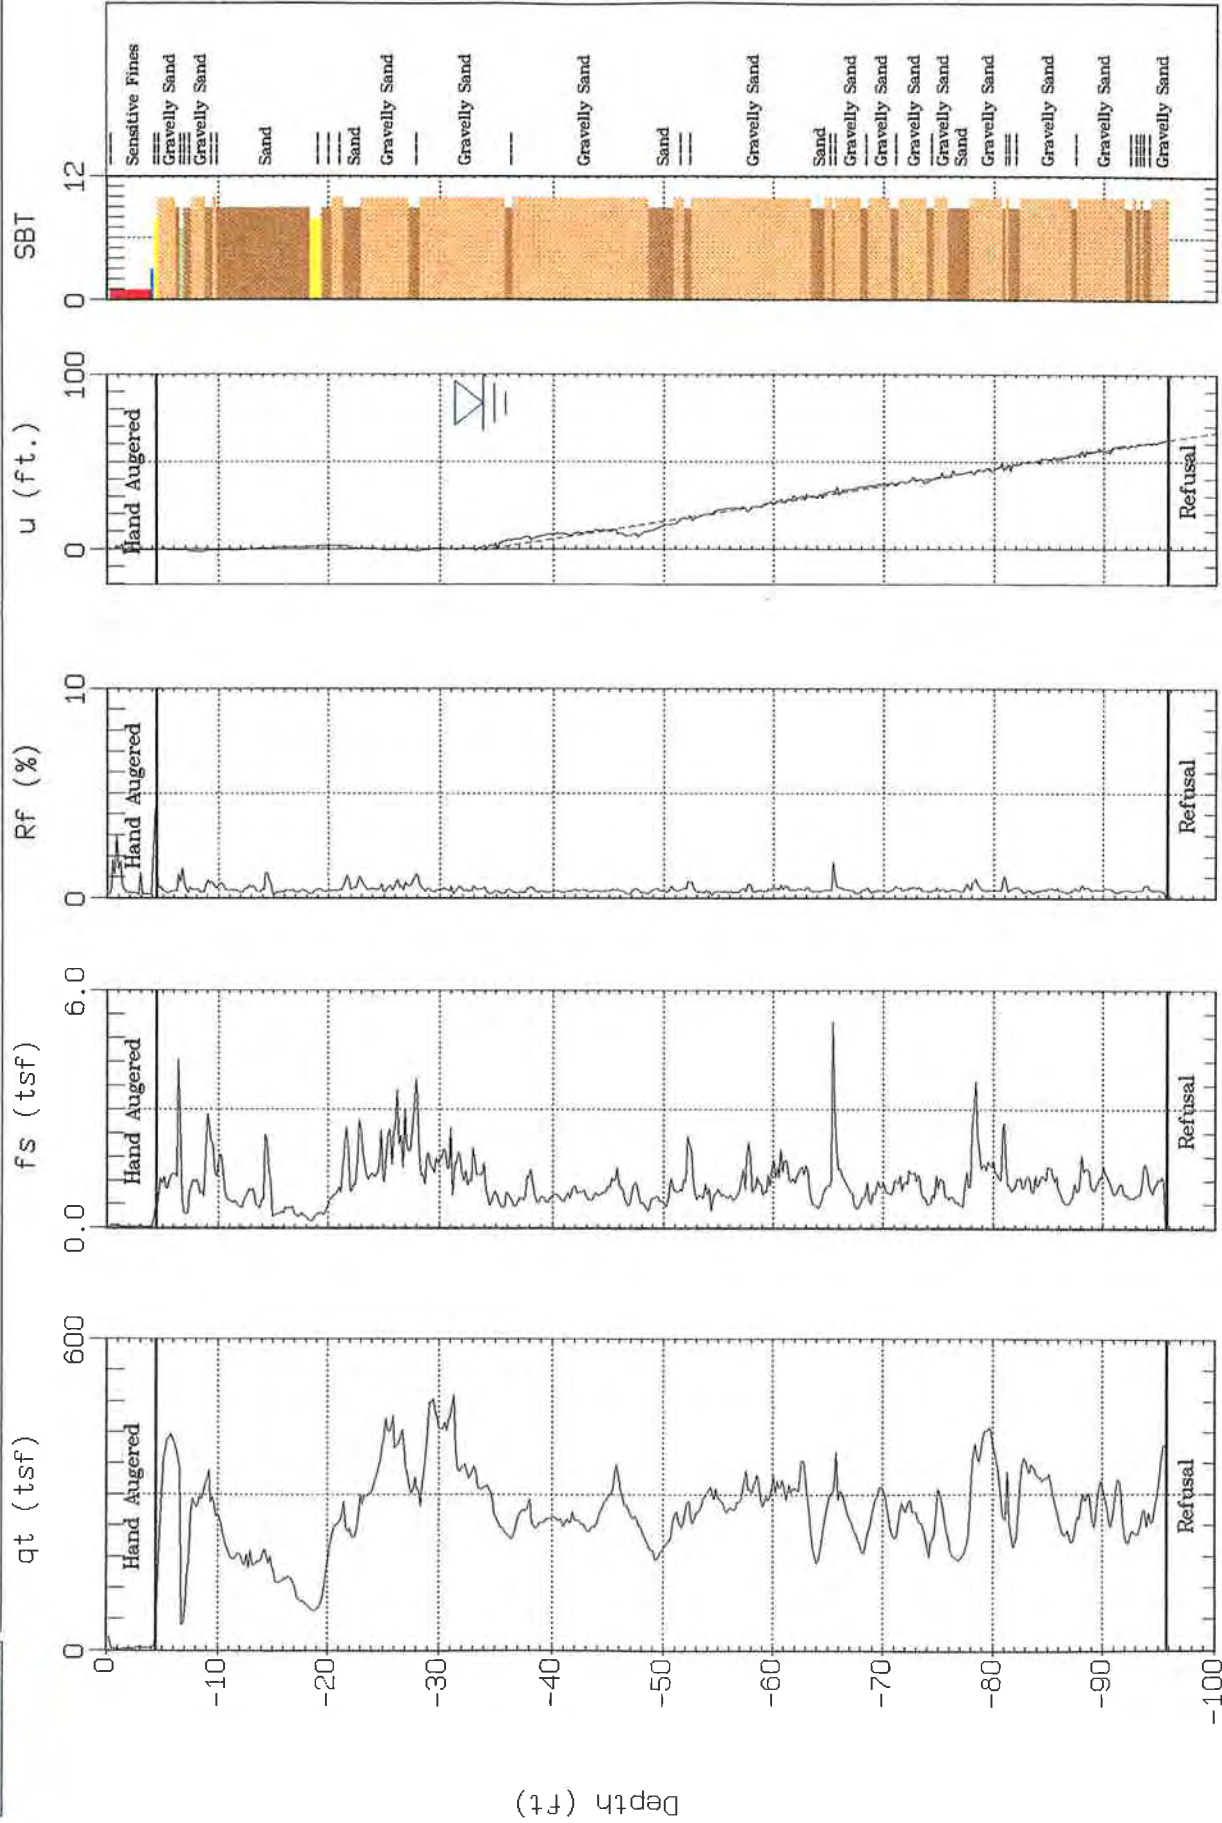 qt (tsf)
fs (tsf)
Rf (%)
u (ft.)
SBT
0
600
0.0
6.0
0
10
0
100
0
12
Depth (ft)
0
-10
-20
-30
-40
-50
-60
-70
-80
-90
-100
Hand Augered
Hand Augered
Hand Augered
Hand Augered
Refusal
Refusal
Refusal
Refusal
Sensitive Fines
Gravelly Sand
Gravelly Sand
Sand
Sand
Gravelly Sand
Gravelly Sand
Gravelly Sand
Sand
Gravelly Sand
Sand
Gravelly Sand
Gravelly Sand
Gravelly Sand
Gravelly Sand
Sand
Gravelly Sand
Gravelly Sand
Gravelly Sand
Gravelly Sand